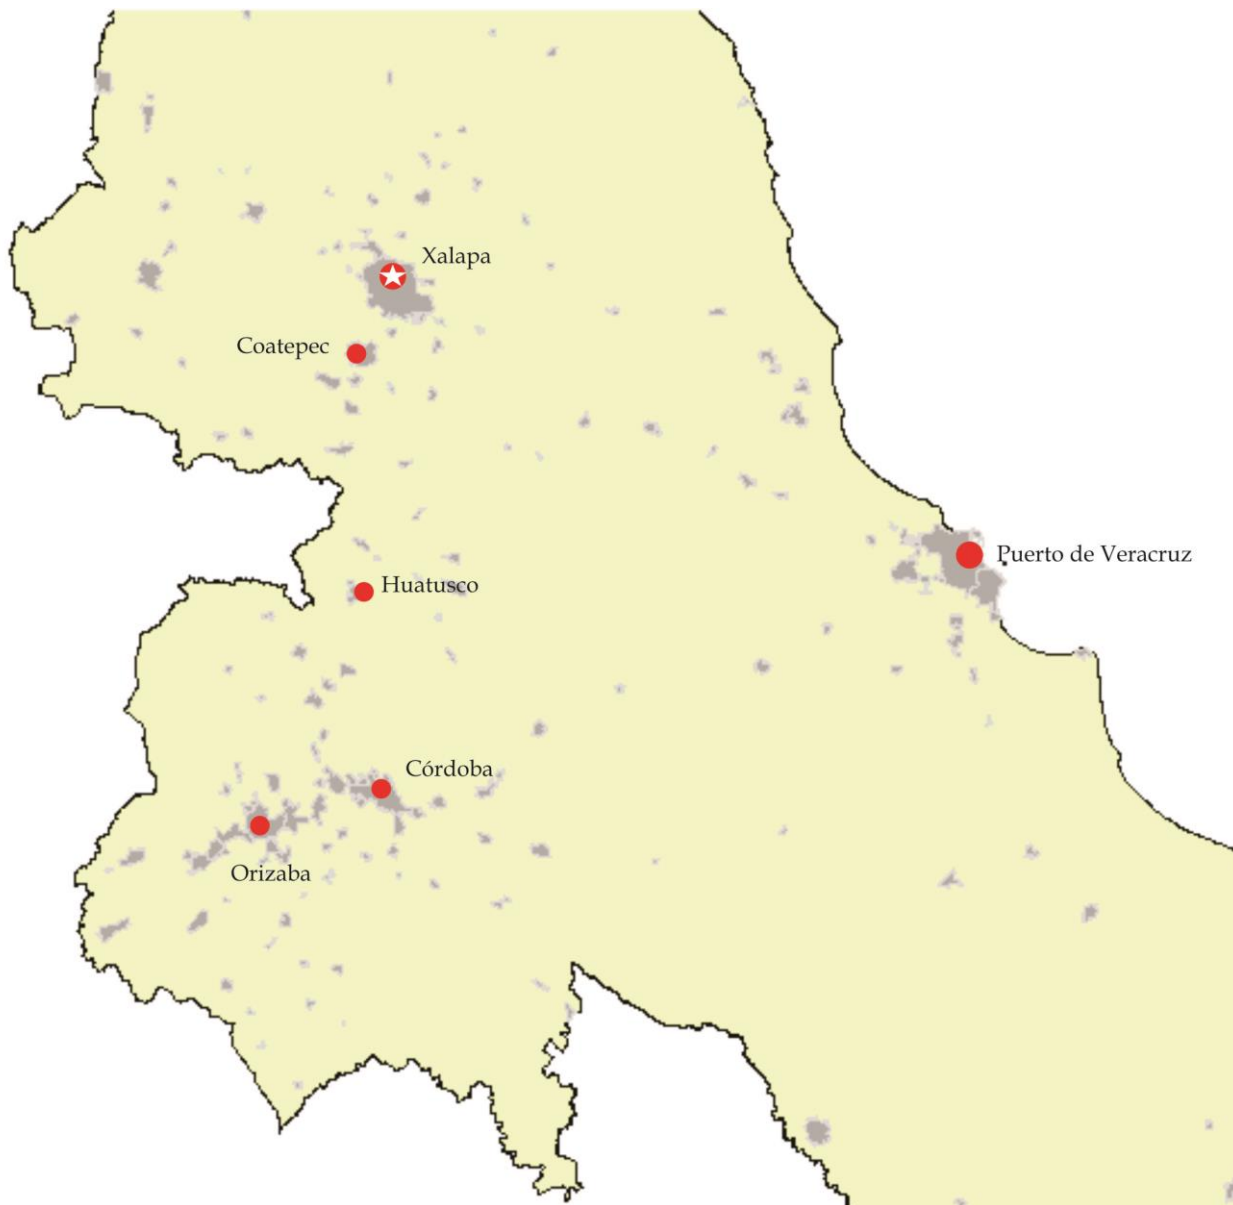 Xalapa
Coatepec
Puerto de Veracruz
Huatusco
Córdoba
Orizaba